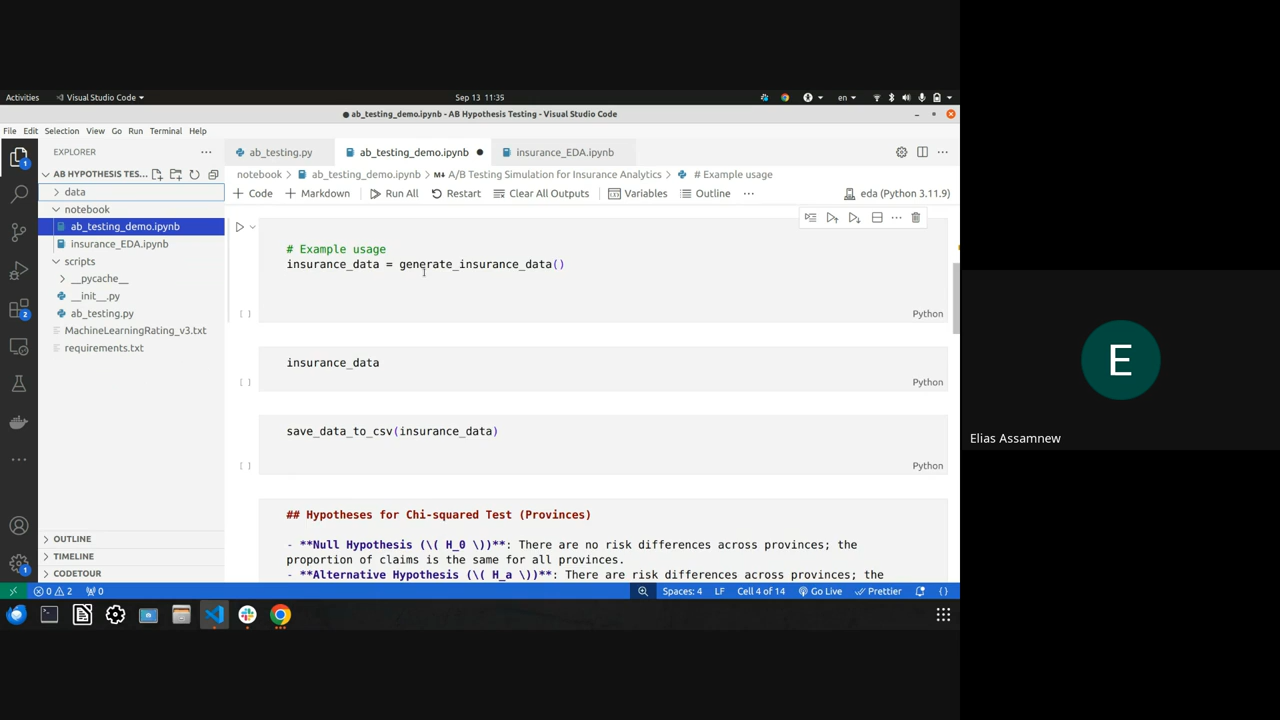 Activities
Visual Studio Code
Sep 13 11:35
en
ab_testing_demo.ipynb - AB Hypothesis Testing - Visual Studio Code
File Edit Selection View Go Run Terminal Help
EXPLORER
AB HYPOTHESIS TES...
data
notebook
ab_testing_demo.ipynb
insurance_EDA.ipynb
scripts
__pycache__
__init__.py
ab_testing.py
MachineLearningRating_v3.txt
requirements.txt
OUTLINE
TIMELINE
CODETOUR
1
2
1
ab_testing.py
ab_testing_demo.ipynb
insurance_EDA.ipynb
notebook > ab_testing_demo.ipynb > A/B Testing Simulation for Insurance Analytics > # Example usage
+ Code + Markdown Run All Restart Clear All Outputs Variables Outline ... eda (Python 3.11.9)
# Example usage
insurance_data = generate_insurance_data()
[ ] Python
insurance_data
[ ] Python
save_data_to_csv(insurance_data)
[ ] Python
## Hypotheses for Chi-squared Test (Provinces)
- **Null Hypothesis (\( H_0 \))**: There are no risk differences across provinces; the
proportion of claims is the same for all provinces.
- **Alternative Hypothesis (\( H_a \))**: There are risk differences across provinces; the
0 2 0 Spaces: 4 LF Cell 4 of 14 Go Live Prettier {}
E
Elias Assamnew